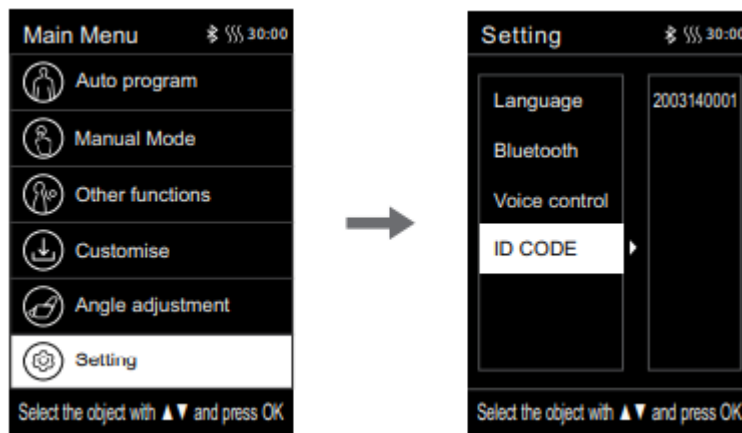 Main Menu 30:00
Auto program
Manual Mode
Other functions
Customise
Angle adjustment
Setting
Select the object with ▲▼ and press OK
Setting 30:00
Language
Bluetooth
Voice control
ID CODE
2003140001
Select the object with ▲▼ and press OK